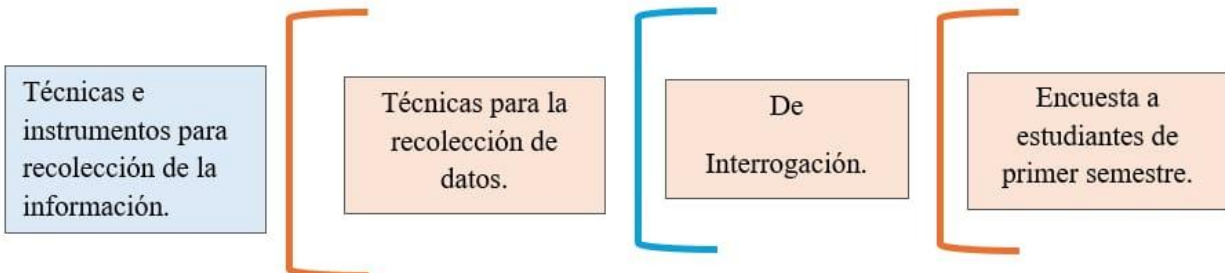 Técnicas e
instrumentos para
recolección de la
información.
Técnicas para la
recolección de
datos.
De
Interrogación.
Encuesta a
estudiantes de
primer semestre.